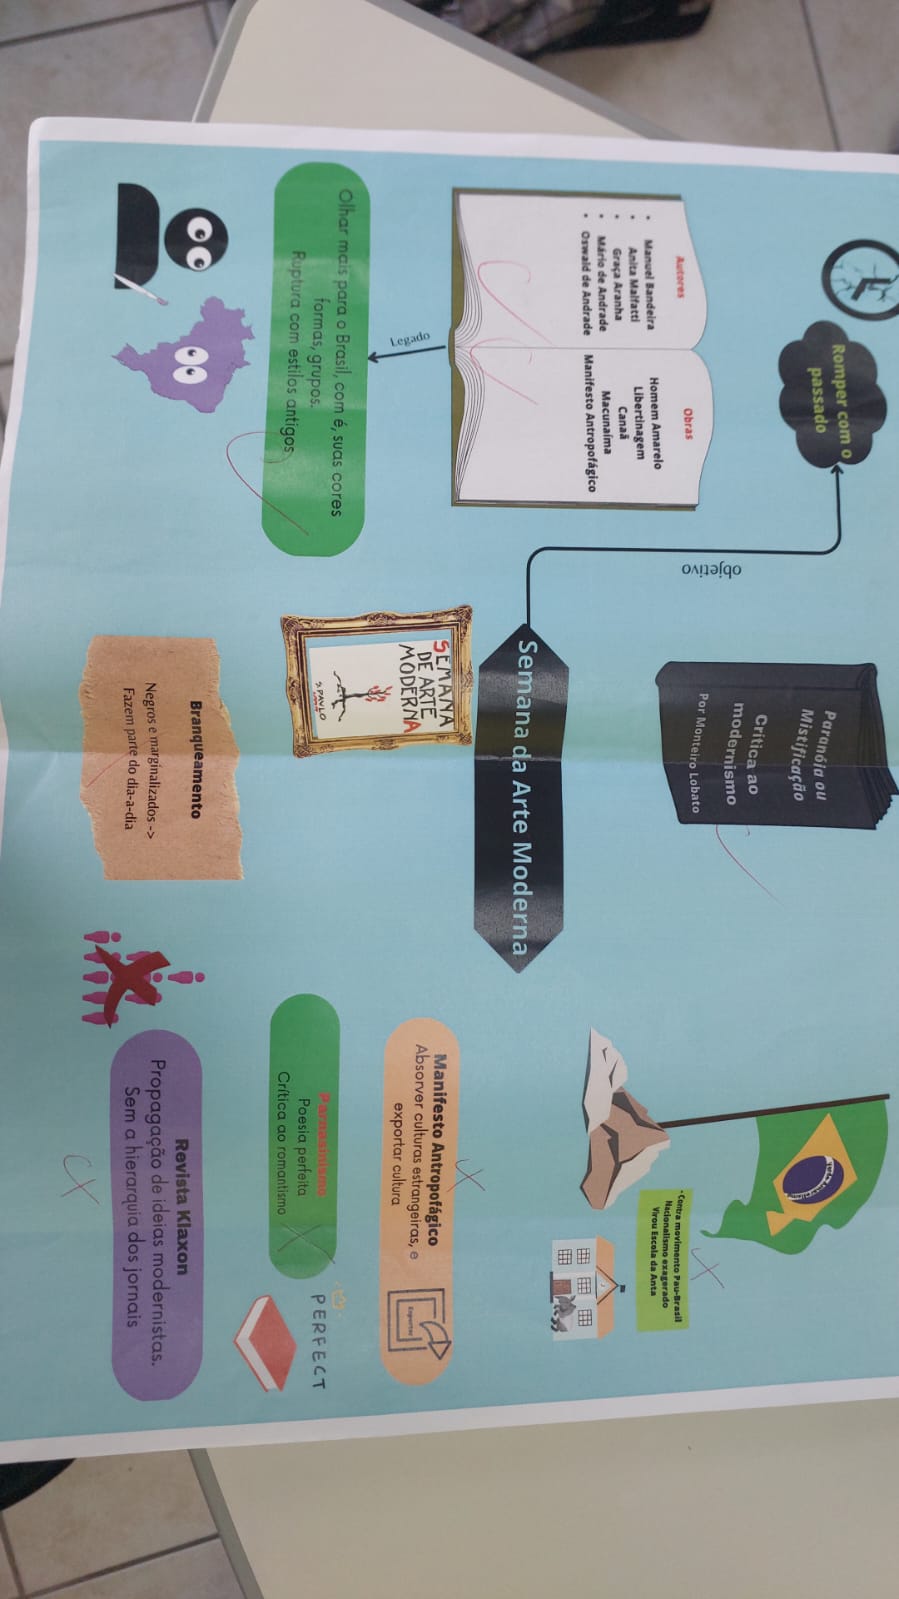 Romper com o
passado
objetivo
Paranóia ou
Mistificação
Crítica ao
modernismo
Por Monteiro Lobato
- Contra movimento Pau-Brasil
Nacionalismo exagerado
Virou Escola da Anta
Autores
• Manuel Bandeira
• Anita Malfatti
• Graça Aranha
• Mário de Andrade
• Oswald de Andrade
Obras
Homem Amarelo
Libertinagem
Canaã
Macunaíma
Manifesto Antropofágico
Semana da Arte Moderna
SEMANA
DE ARTE
MODERNA
S. PAULO
Legado
Olhar mais para o Brasil, com é, suas cores
formas, grupos.
Ruptura com estilos antigos
Manifesto Antropofágico
Absorver culturas estrangeiras, e
exportar cultura
Exportar
Parnasinismo
Poesia perfeita
Crítica ao romantismo
PERFECT
Branqueamento
Negros e marginalizados ->
Fazem parte do dia-a-dia
Revista Klaxon
Propagação de ideias modernistas.
Sem a hierarquia dos jornais